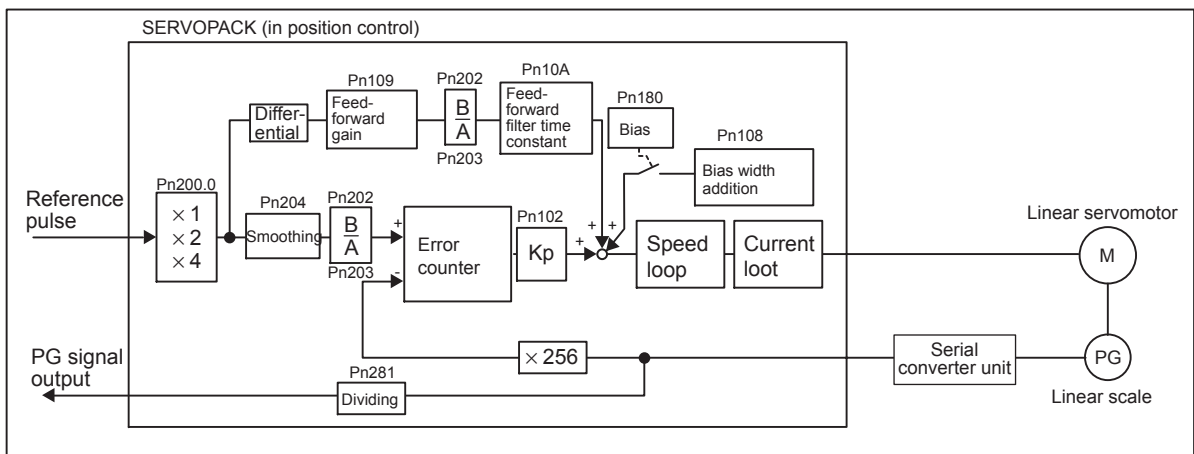 SERVOPACK (in position control)
Pn109
Pn202
Pn10A
Differ-
ential
Feed-
forward
gain
B
A
Pn203
Feed-
forward
filter time
constant
Pn180
Bias
Pn108
Bias width
addition
Reference
pulse
Pn200.0
×1
×2
×4
Pn204
Smoothing
Pn202
B
A
Pn203
+
-
Error
counter
Pn102
Kp
+
+
+
Speed
loop
Current
loot
Linear servomotor
M
PG signal
output
Pn281
Dividing
× 256
Serial
converter unit
PG
Linear scale